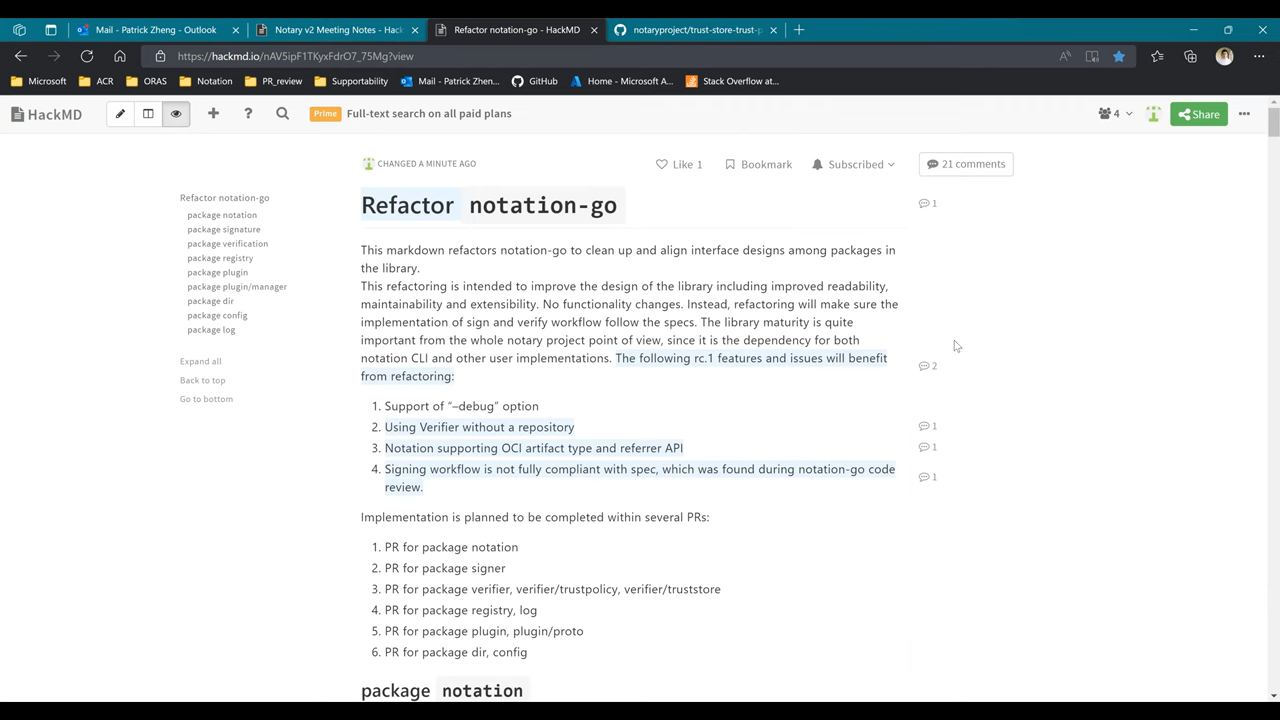 Mail - Patrick Zheng - Outlook
Notary v2 Meeting Notes - Hack
Refactor notation-go - HackMD
notaryproject/trust-store-trust-p
https://hackmd.io/nAV5ipF1TKyxFdrO7_75Mg?view
Microsoft
ACR
ORAS
Notation
PR_review
Supportability
Mail - Patrick Zhen...
GitHub
Home - Microsoft A...
Stack Overflow at...
HackMD
Prime
Full-text search on all paid plans
4
Share
CHANGED A MINUTE AGO
Like 1
Bookmark
Subscribed
21 comments
Refactor notation-go
package notation
package signature
package verification
package registry
package plugin
package plugin/manager
package dir
package config
package log
Expand all
Back to top
Go to bottom
Refactor notation-go
1
This markdown refactors notation-go to clean up and align interface designs among packages in
the library.
This refactoring is intended to improve the design of the library including improved readability,
maintainability and extensibility. No functionality changes. Instead, refactoring will make sure the
implementation of sign and verify workflow follow the specs. The library maturity is quite
important from the whole notary project point of view, since it is the dependency for both
notation CLI and other user implementations. The following rc.1 features and issues will benefit
from refactoring:
2
1. Support of “–debug” option
2. Using Verifier without a repository
1
3. Notation supporting OCI artifact type and referrer API
1
4. Signing workflow is not fully compliant with spec, which was found during notation-go code
review.
1
Implementation is planned to be completed within several PRs:
1. PR for package notation
2. PR for package signer
3. PR for package verifier, verifier/trustpolicy, verifier/truststore
4. PR for package registry, log
5. PR for package plugin, plugin/proto
6. PR for package dir, config
package notation